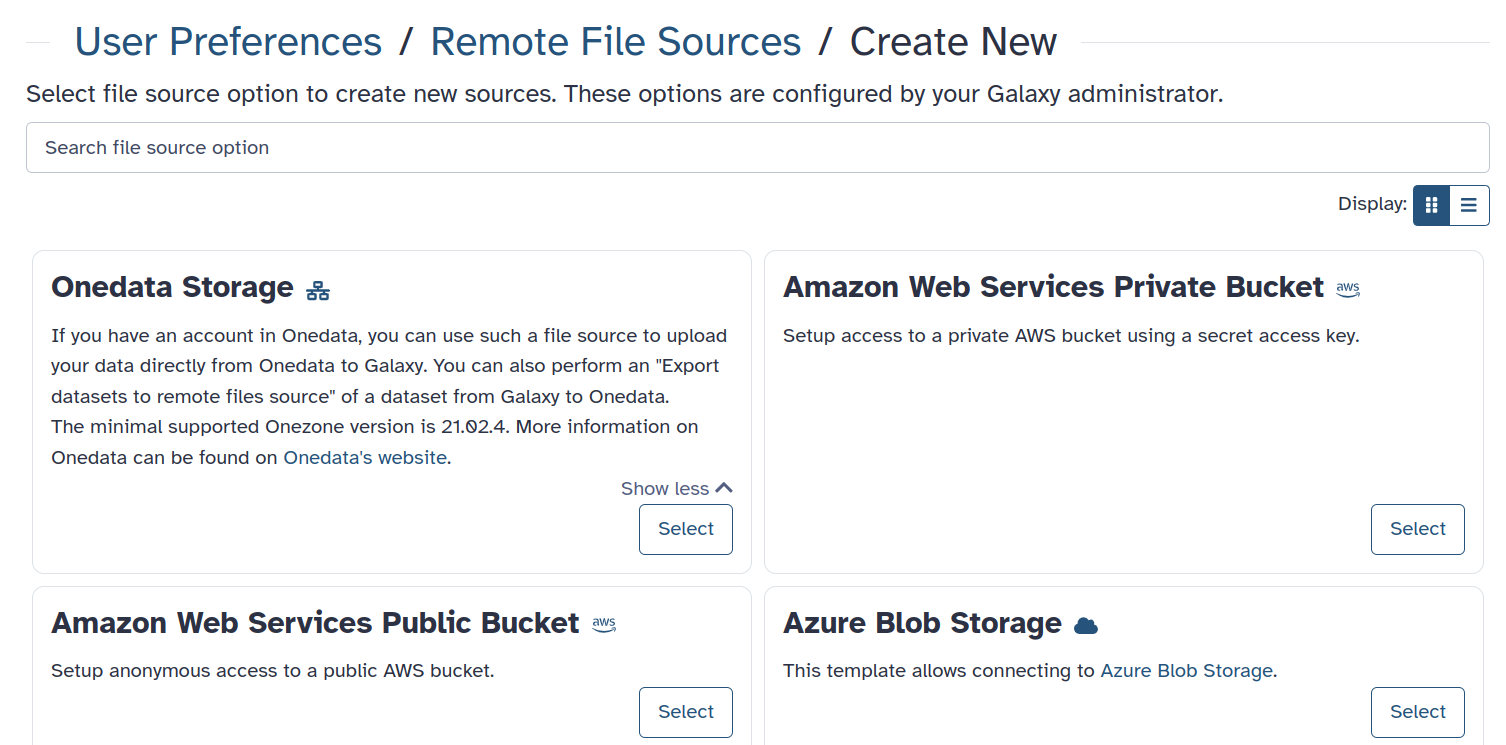 User Preferences / Remote File Sources / Create New
Select file source option to create new sources. These options are configured by your Galaxy administrator.
Search file source option
Display:
Onedata Storage
If you have an account in Onedata, you can use such a file source to upload
your data directly from Onedata to Galaxy. You can also perform an "Export
datasets to remote files source" of a dataset from Galaxy to Onedata.
The minimal supported Onezone version is 21.02.4. More information on
Onedata can be found on Onedata's website.
Show less
Select
Amazon Web Services Private Bucket aws
Setup access to a private AWS bucket using a secret access key.
Select
Amazon Web Services Public Bucket aws
Setup anonymous access to a public AWS bucket.
Select
Azure Blob Storage
This template allows connecting to Azure Blob Storage.
Select